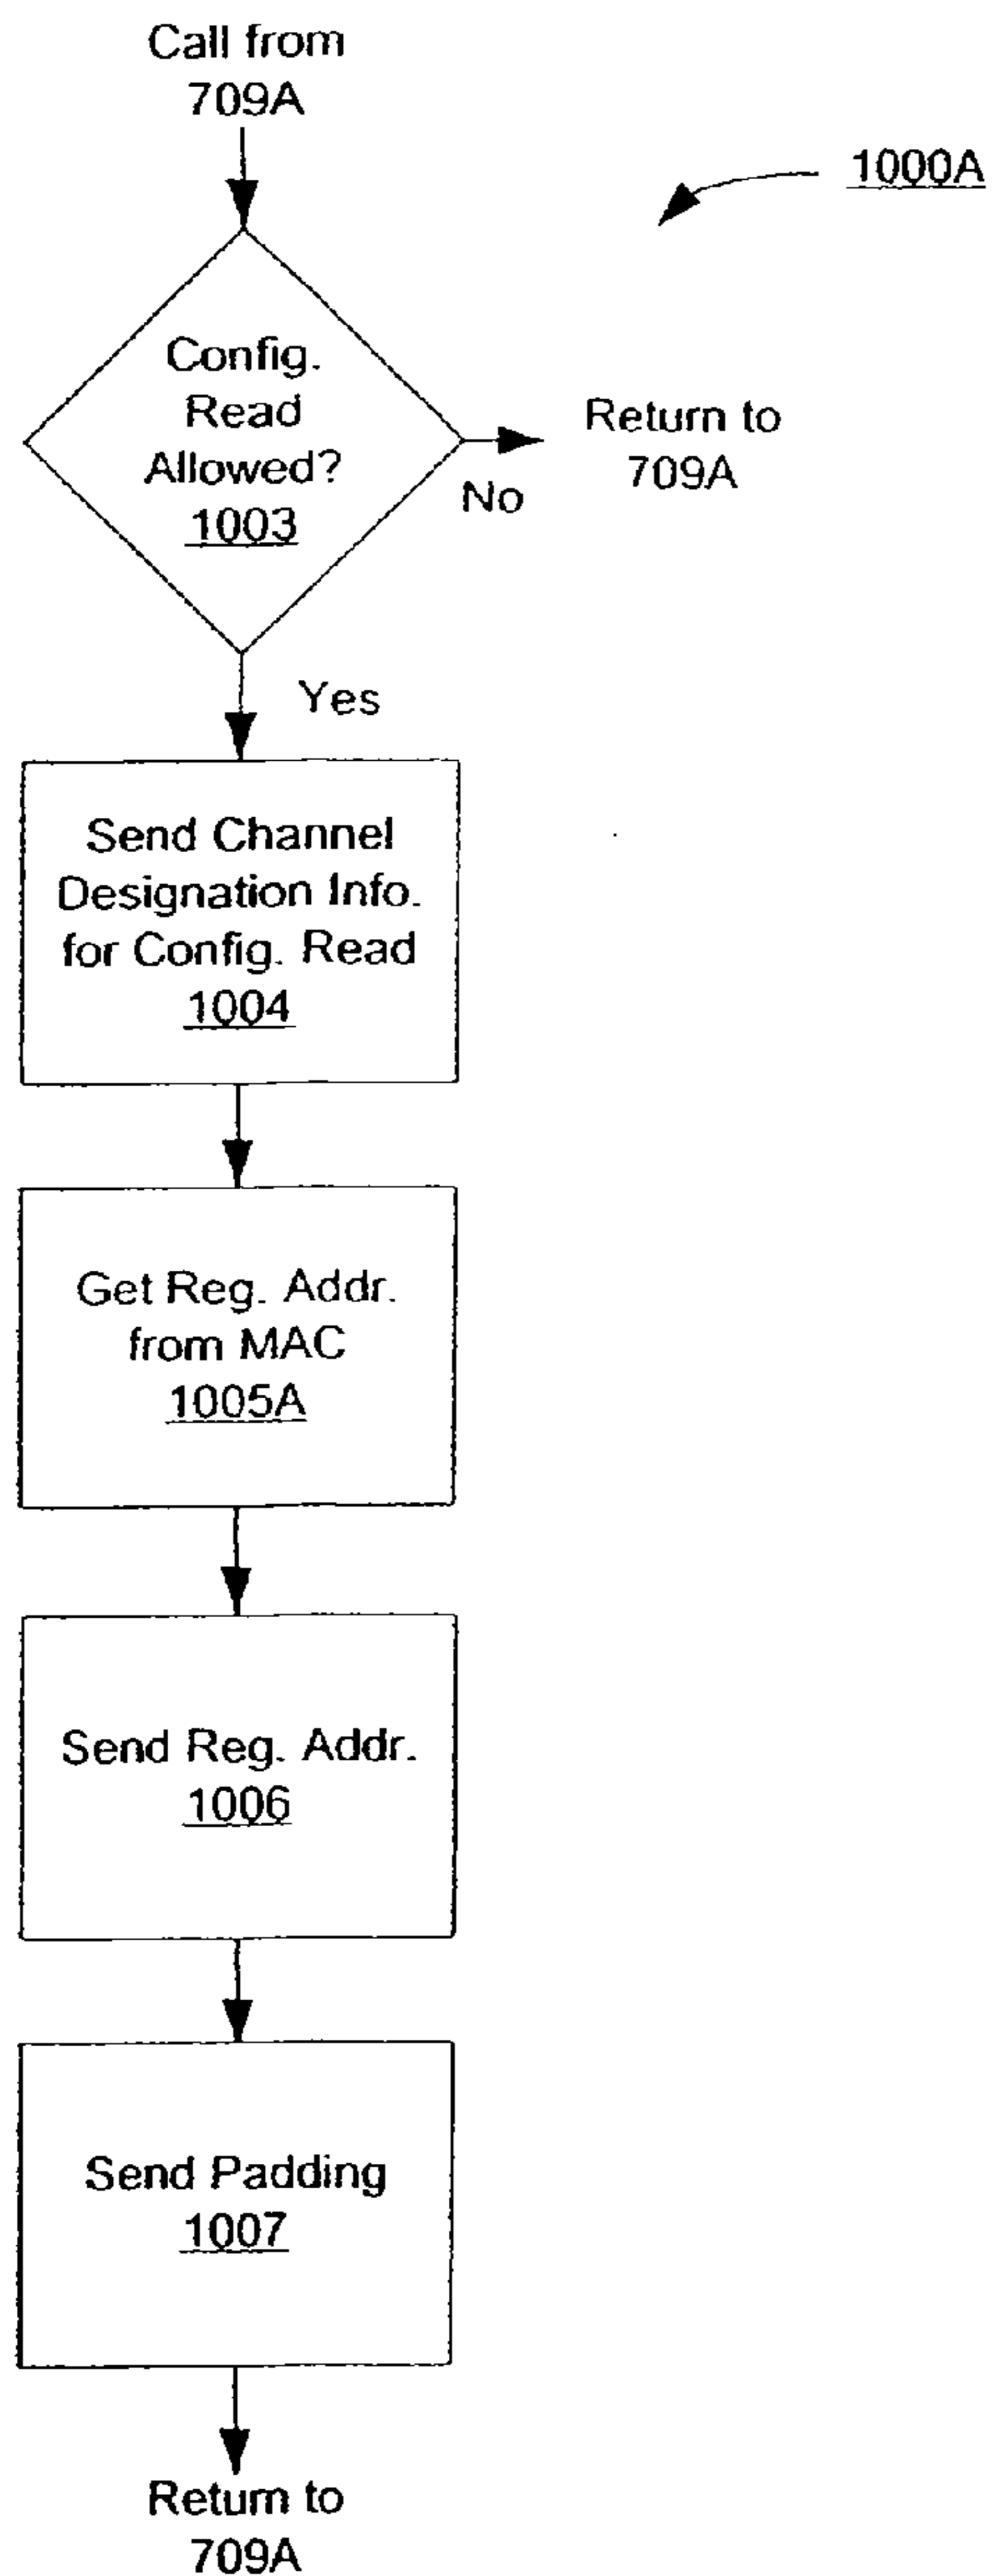 Call from
709A
1000A
Config.
Read
Allowed?
1003
Return to
709A
No
Yes
Send Channel
Designation Info.
for Config. Read
1004
Get Reg. Addr.
from MAC
1005A
Send Reg. Addr.
1006
Send Padding
1007
Return to
709A